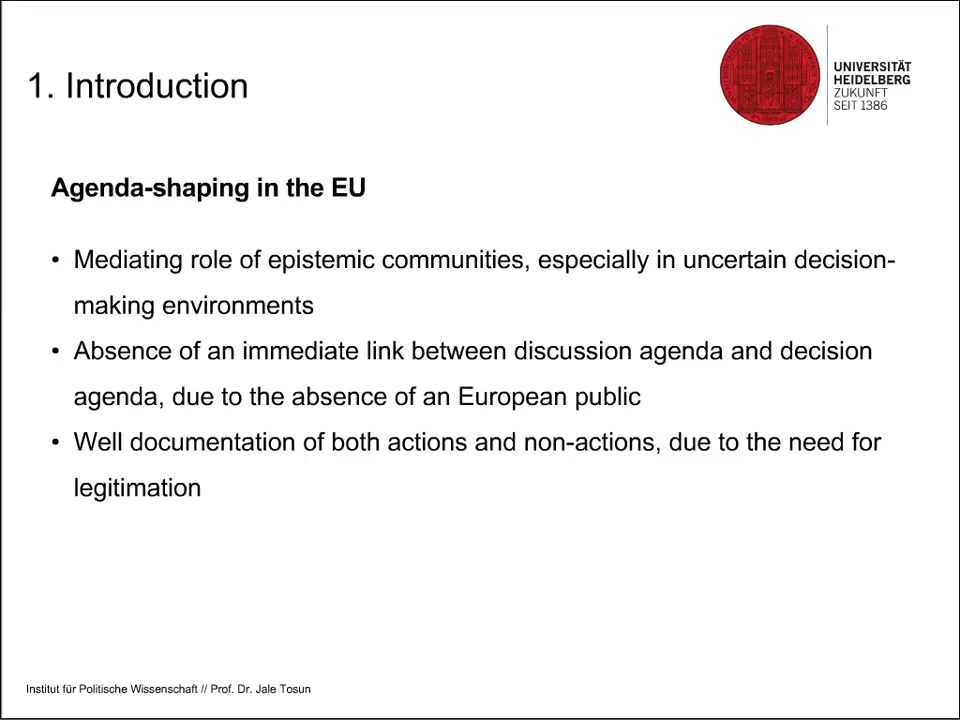 1. Introduction
UNIVERSITÄT
HEIDELBERG
ZUKUNFT
SEIT 1386
Agenda-shaping in the EU
• Mediating role of epistemic communities, especially in uncertain decision-
making environments
• Absence of an immediate link between discussion agenda and decision
agenda, due to the absence of an European public
• Well documentation of both actions and non-actions, due to the need for
legitimation
Institut für Politische Wissenschaft // Prof. Dr. Jale Tosun